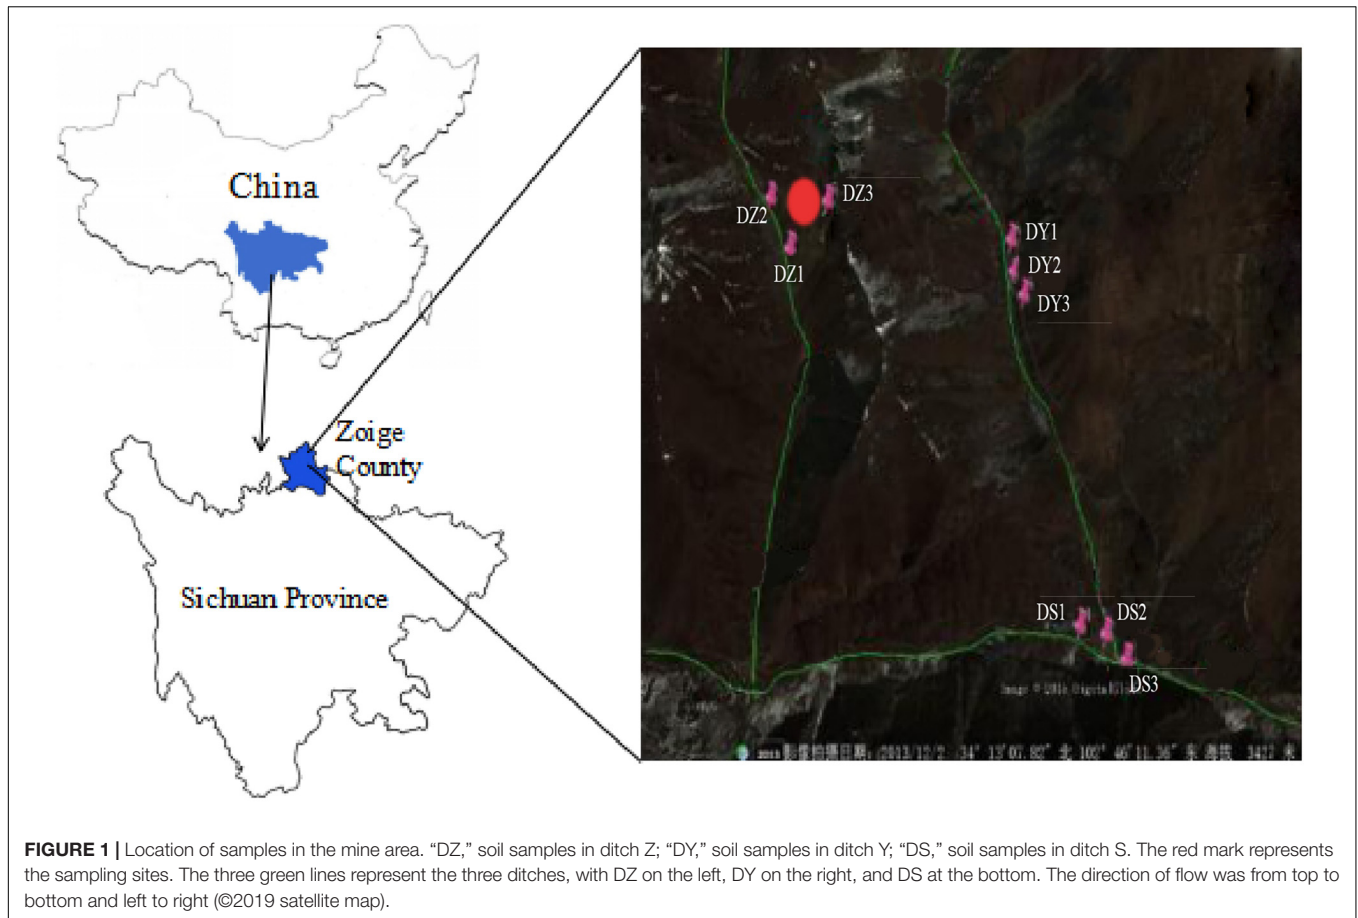 China
Zoige
County
Sichuan Province
DZ2
DZ3
DZ1
DY1
DY2
DY3
DS1
DS2
DS3
FIGURE 1 | Location of samples in the mine area. “DZ,” soil samples in ditch Z; “DY,” soil samples in ditch Y; “DS,” soil samples in ditch S. The red mark represents
the sampling sites. The three green lines represent the three ditches, with DZ on the left, DY on the right, and DS at the bottom. The direction of flow was from top to
bottom and left to right (©2019 satellite map).